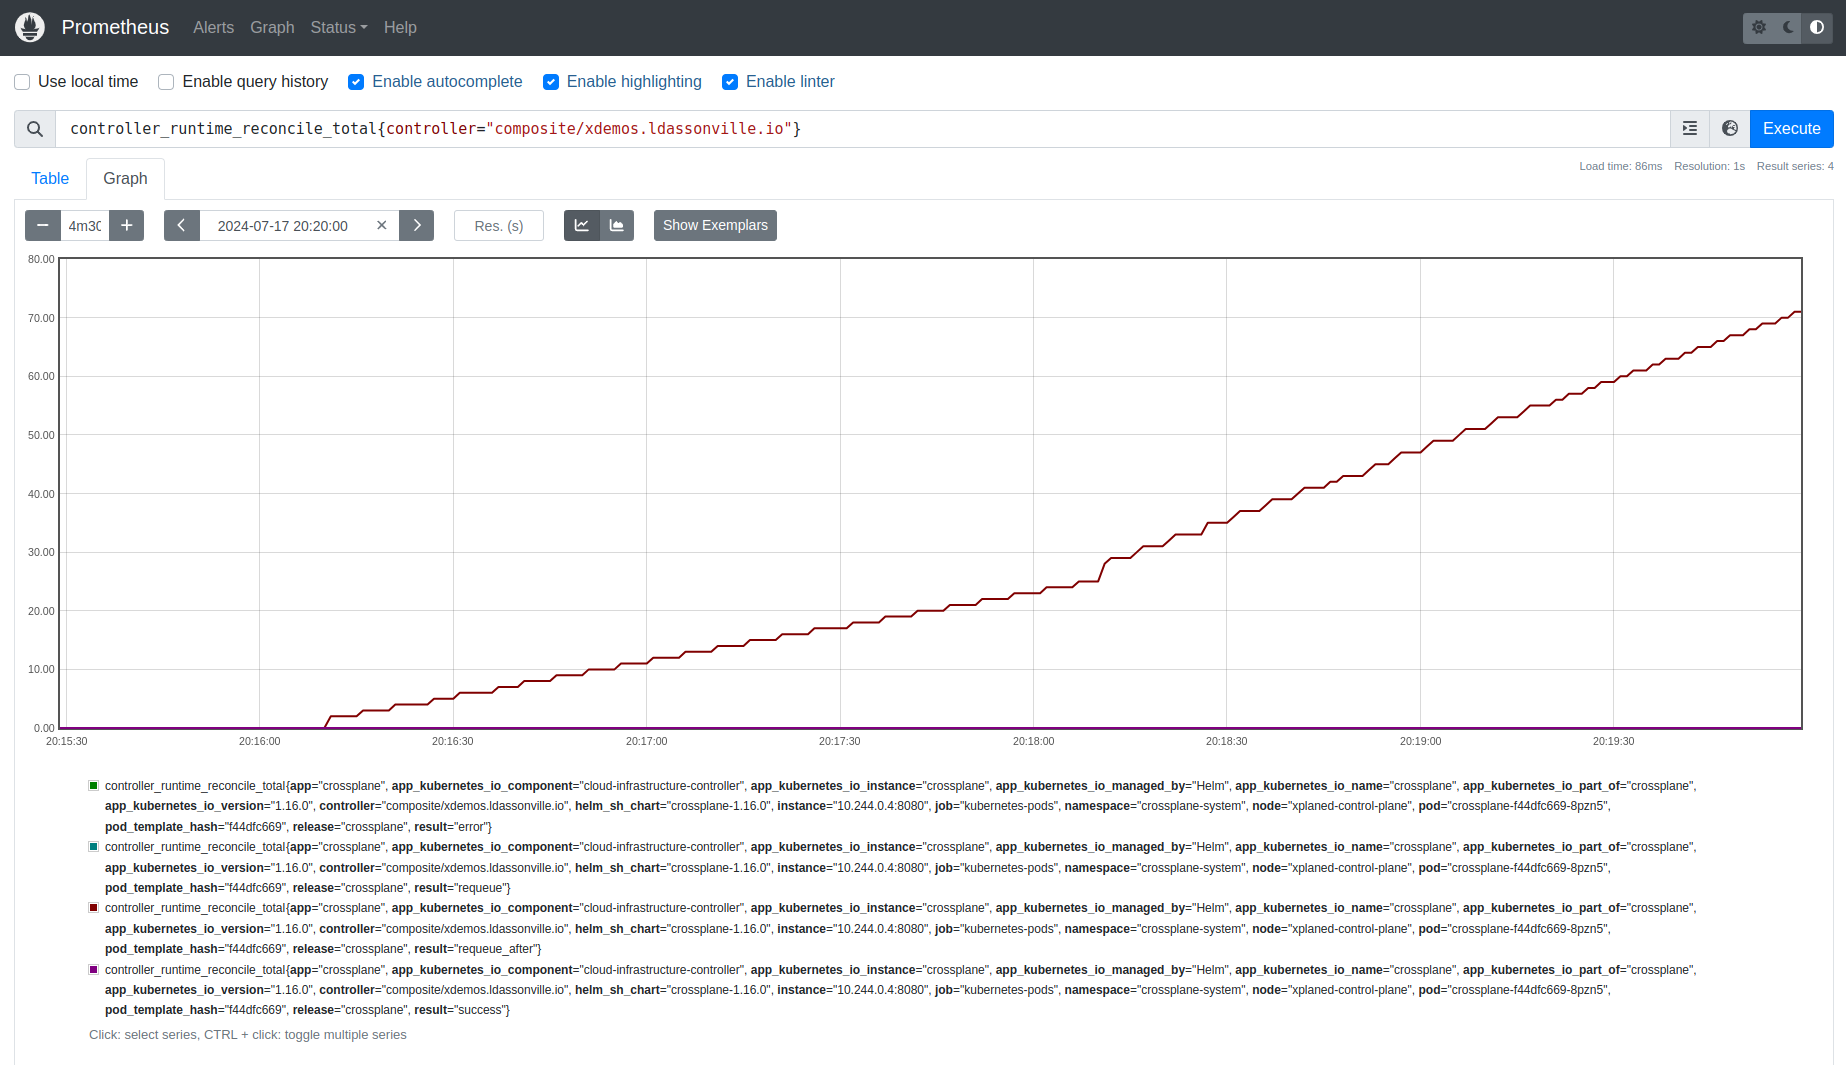 Prometheus Alerts Graph Status Help
Use local time Enable query history Enable autocomplete Enable highlighting Enable linter
controller_runtime_reconcile_total{controller="composite/xdemos.ldassonville.io"} Execute
Load time: 86ms Resolution: 1s Result series: 4
Table Graph
4m30 2024-07-17 20:20:00 Res. (s) Show Exemplars
80.00
70.00
60.00
50.00
40.00
30.00
20.00
10.00
0.00
20:15:30 20:16:00 20:16:30 20:17:00 20:17:30 20:18:00 20:18:30 20:19:00 20:19:30
controller_runtime_reconcile_total{app="crossplane", app_kubernetes_io_component="cloud-infrastructure-controller", app_kubernetes_io_instance="crossplane", app_kubernetes_io_managed_by="Helm", app_kubernetes_io_name="crossplane", app_kubernetes_io_part_of="crossplane",
app_kubernetes_io_version="1.16.0", controller="composite/xdemos.ldassonville.io", helm_sh_chart="crossplane-1.16.0", instance="10.244.0.4:8080", job="kubernetes-pods", namespace="crossplane-system", node="xplaned-control-plane", pod="crossplane-f44dfc669-8pzn5",
pod_template_hash="f44dfc669", release="crossplane", result="error"}
controller_runtime_reconcile_total{app="crossplane", app_kubernetes_io_component="cloud-infrastructure-controller", app_kubernetes_io_instance="crossplane", app_kubernetes_io_managed_by="Helm", app_kubernetes_io_name="crossplane", app_kubernetes_io_part_of="crossplane",
app_kubernetes_io_version="1.16.0", controller="composite/xdemos.ldassonville.io", helm_sh_chart="crossplane-1.16.0", instance="10.244.0.4:8080", job="kubernetes-pods", namespace="crossplane-system", node="xplaned-control-plane", pod="crossplane-f44dfc669-8pzn5",
pod_template_hash="f44dfc669", release="crossplane", result="requeue"}
controller_runtime_reconcile_total{app="crossplane", app_kubernetes_io_component="cloud-infrastructure-controller", app_kubernetes_io_instance="crossplane", app_kubernetes_io_managed_by="Helm", app_kubernetes_io_name="crossplane", app_kubernetes_io_part_of="crossplane",
app_kubernetes_io_version="1.16.0", controller="composite/xdemos.ldassonville.io", helm_sh_chart="crossplane-1.16.0", instance="10.244.0.4:8080", job="kubernetes-pods", namespace="crossplane-system", node="xplaned-control-plane", pod="crossplane-f44dfc669-8pzn5",
pod_template_hash="f44dfc669", release="crossplane", result="requeue_after"}
controller_runtime_reconcile_total{app="crossplane", app_kubernetes_io_component="cloud-infrastructure-controller", app_kubernetes_io_instance="crossplane", app_kubernetes_io_managed_by="Helm", app_kubernetes_io_name="crossplane", app_kubernetes_io_part_of="crossplane",
app_kubernetes_io_version="1.16.0", controller="composite/xdemos.ldassonville.io", helm_sh_chart="crossplane-1.16.0", instance="10.244.0.4:8080", job="kubernetes-pods", namespace="crossplane-system", node="xplaned-control-plane", pod="crossplane-f44dfc669-8pzn5",
pod_template_hash="f44dfc669", release="crossplane", result="success"}
Click: select series, CTRL + click: toggle multiple series